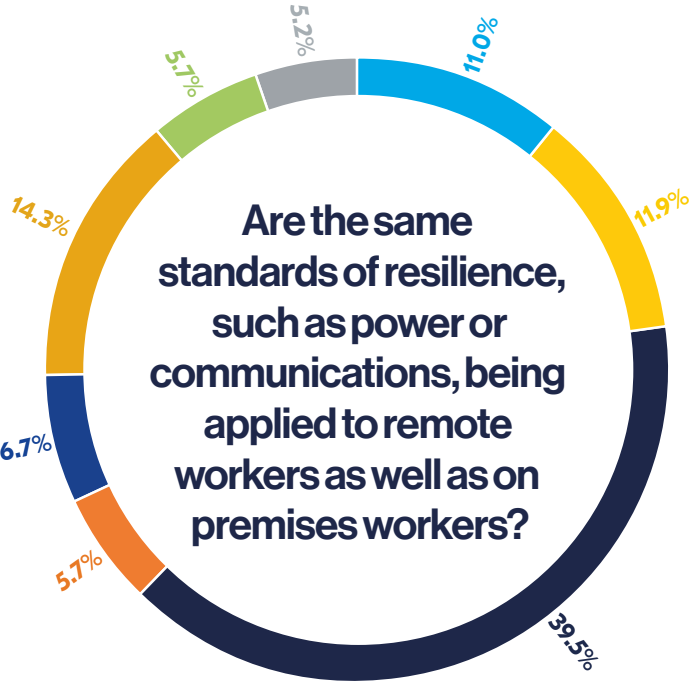 5.2%
11.0%
5.7%
14.3%
11.9%
Are the same
standards of resilience,
such as power or
communications, being
applied to remote
workers as well as on
premises workers?
6.7%
5.7%
39.5%